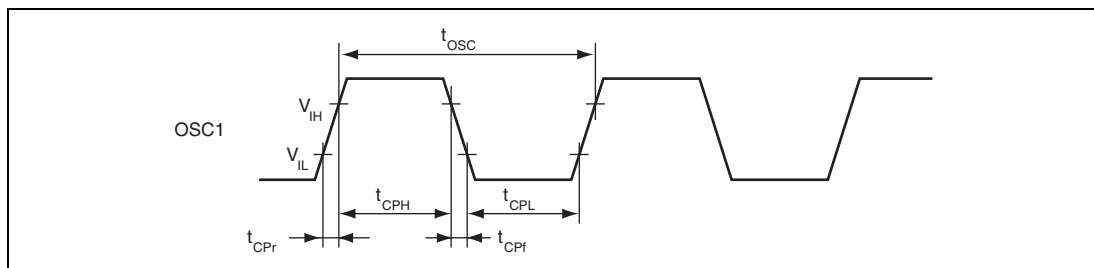 tOSC
VIH
OSC1
VIL
tCPH
tCPL
tCPr
tCPf